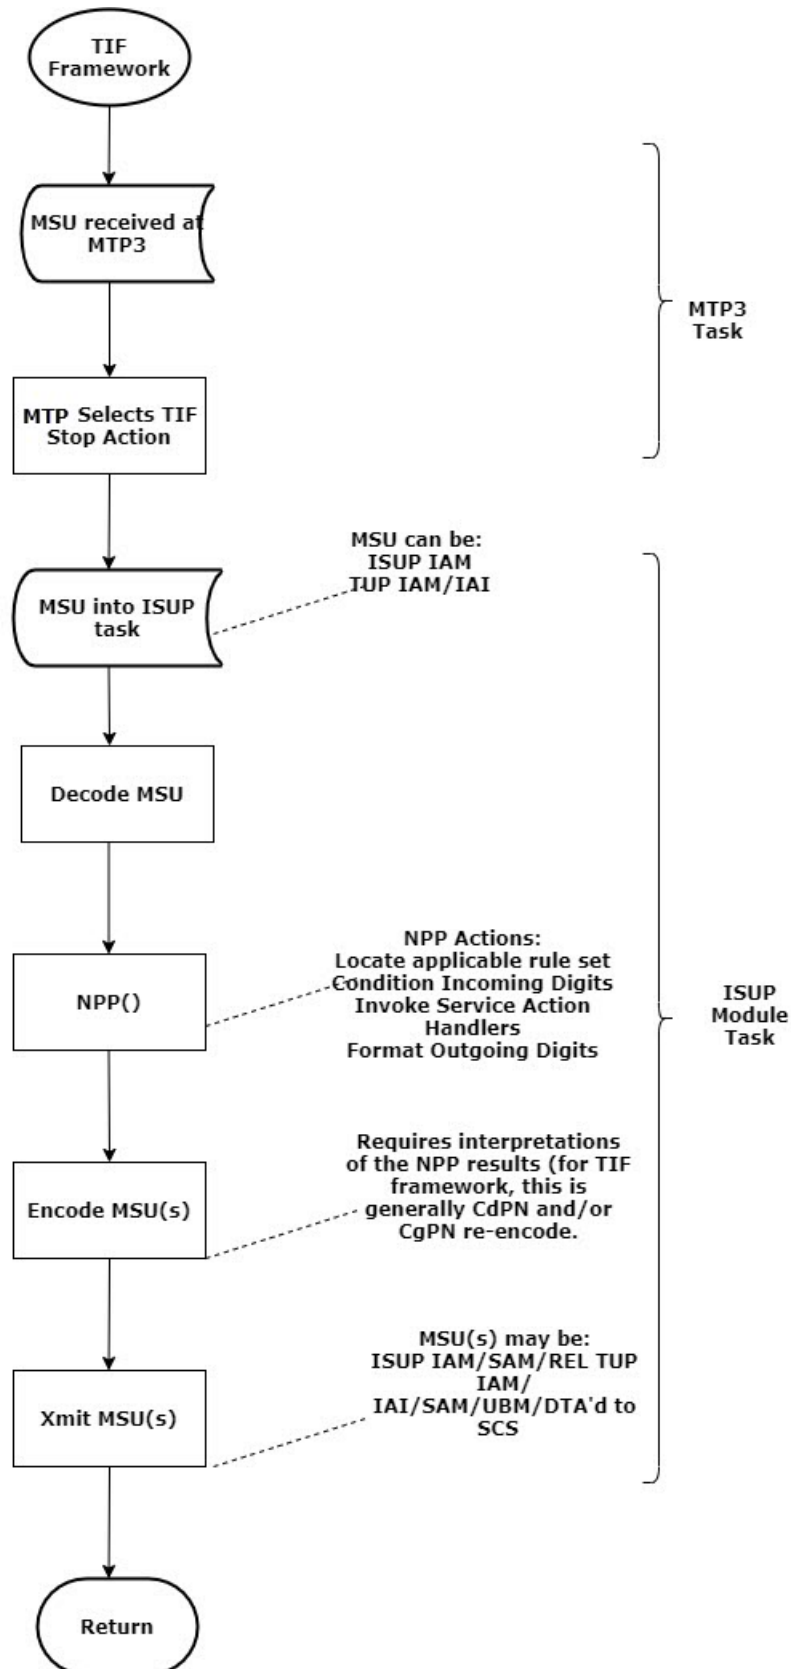 TIF
Framework
MSU received at
MTP3
MTP3
Task
MTP Selects TIF
Stop Action
MSU can be:
ISUP IAM
TUP IAM/IAI
MSU into ISUP
task
Decode MSU
NPP Actions:
Locate applicable rule set
Condition Incoming Digits
Invoke Service Action
Handlers
Format Outgoing Digits
NPP()
ISUP
Module
Task
Requires interpretations
of the NPP results (for TIF
framework, this is
generally CdPN and/or
CgPN re-encode.
Encode MSU(s)
MSU(s) may be:
ISUP IAM/SAM/REL TUP
IAM/
IAI/SAM/UBM/DTA'd to
SCS
Xmit MSU(s)
Return